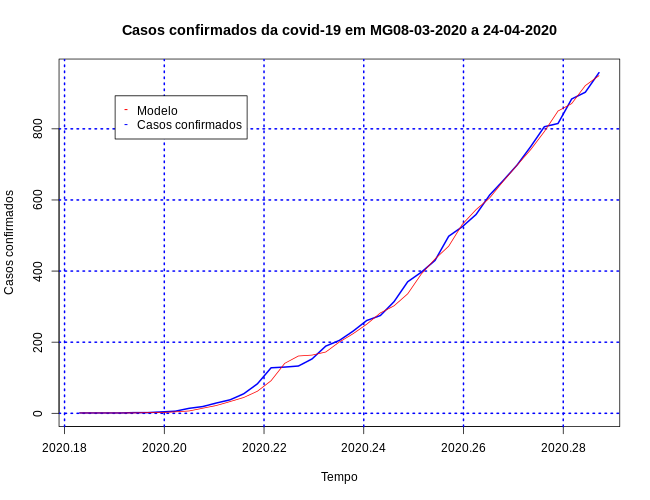 Casos confirmados da covid-19 em MG08-03-2020 a 24-04-2020
Modelo
Casos confirmados
Casos confirmados
800
600
400
200
0
2020.18 2020.20 2020.22 2020.24 2020.26 2020.28
Tempo